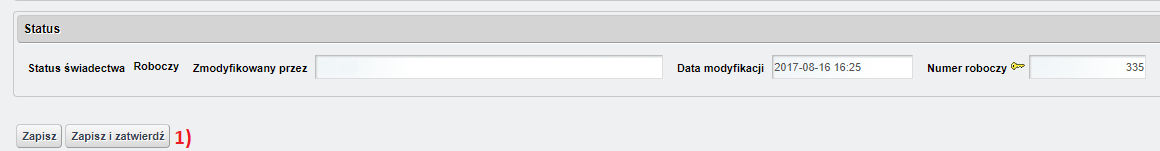 Status
Status świadectwa Roboczy Zmodyfikowany przez Data modyfikacji 2017-08-16 16:25 Numer roboczy 335
Zapisz Zapisz i zatwierdź 1)